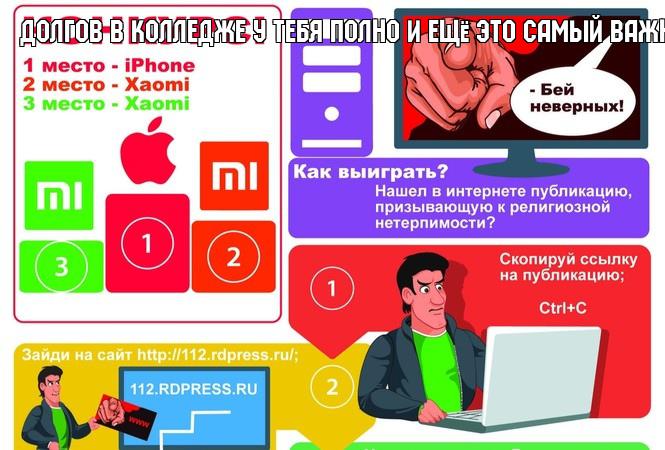 ДОЛГОВ В КОЛЛЕДЖЕ У ТЕБЯ ПОЛНО И ЕЩЁ ЭТО САМЫЙ
1 место - iPhone
2 место - Xaomi
3 место - Xaomi
- Бей
неверных!
mi
mi
1
2
3
Как выиграть?
Нашел в интернете публикацию,
призывающую к религиозной
нетерпимости?
1
Скопируй ссылку
на публикацию;
Ctrl+C
Зайди на сайт http://112.rdpress.ru/;
112.RDPRESS.RU
www
2